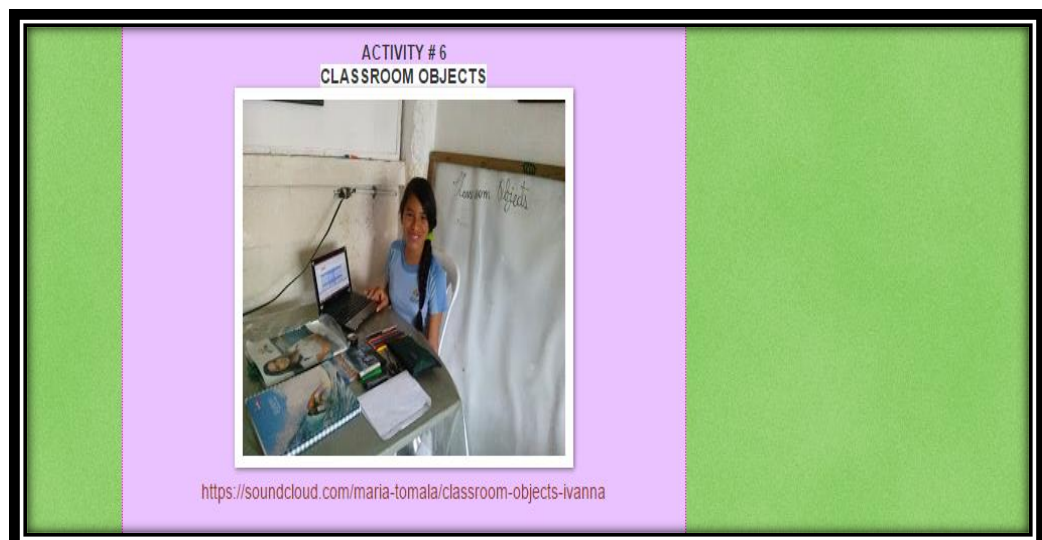 ACTIVITY # 6
CLASSROOM OBJECTS
Classroom Objects
https://soundcloud.com/maria-tomala/classroom-objects-ivanna